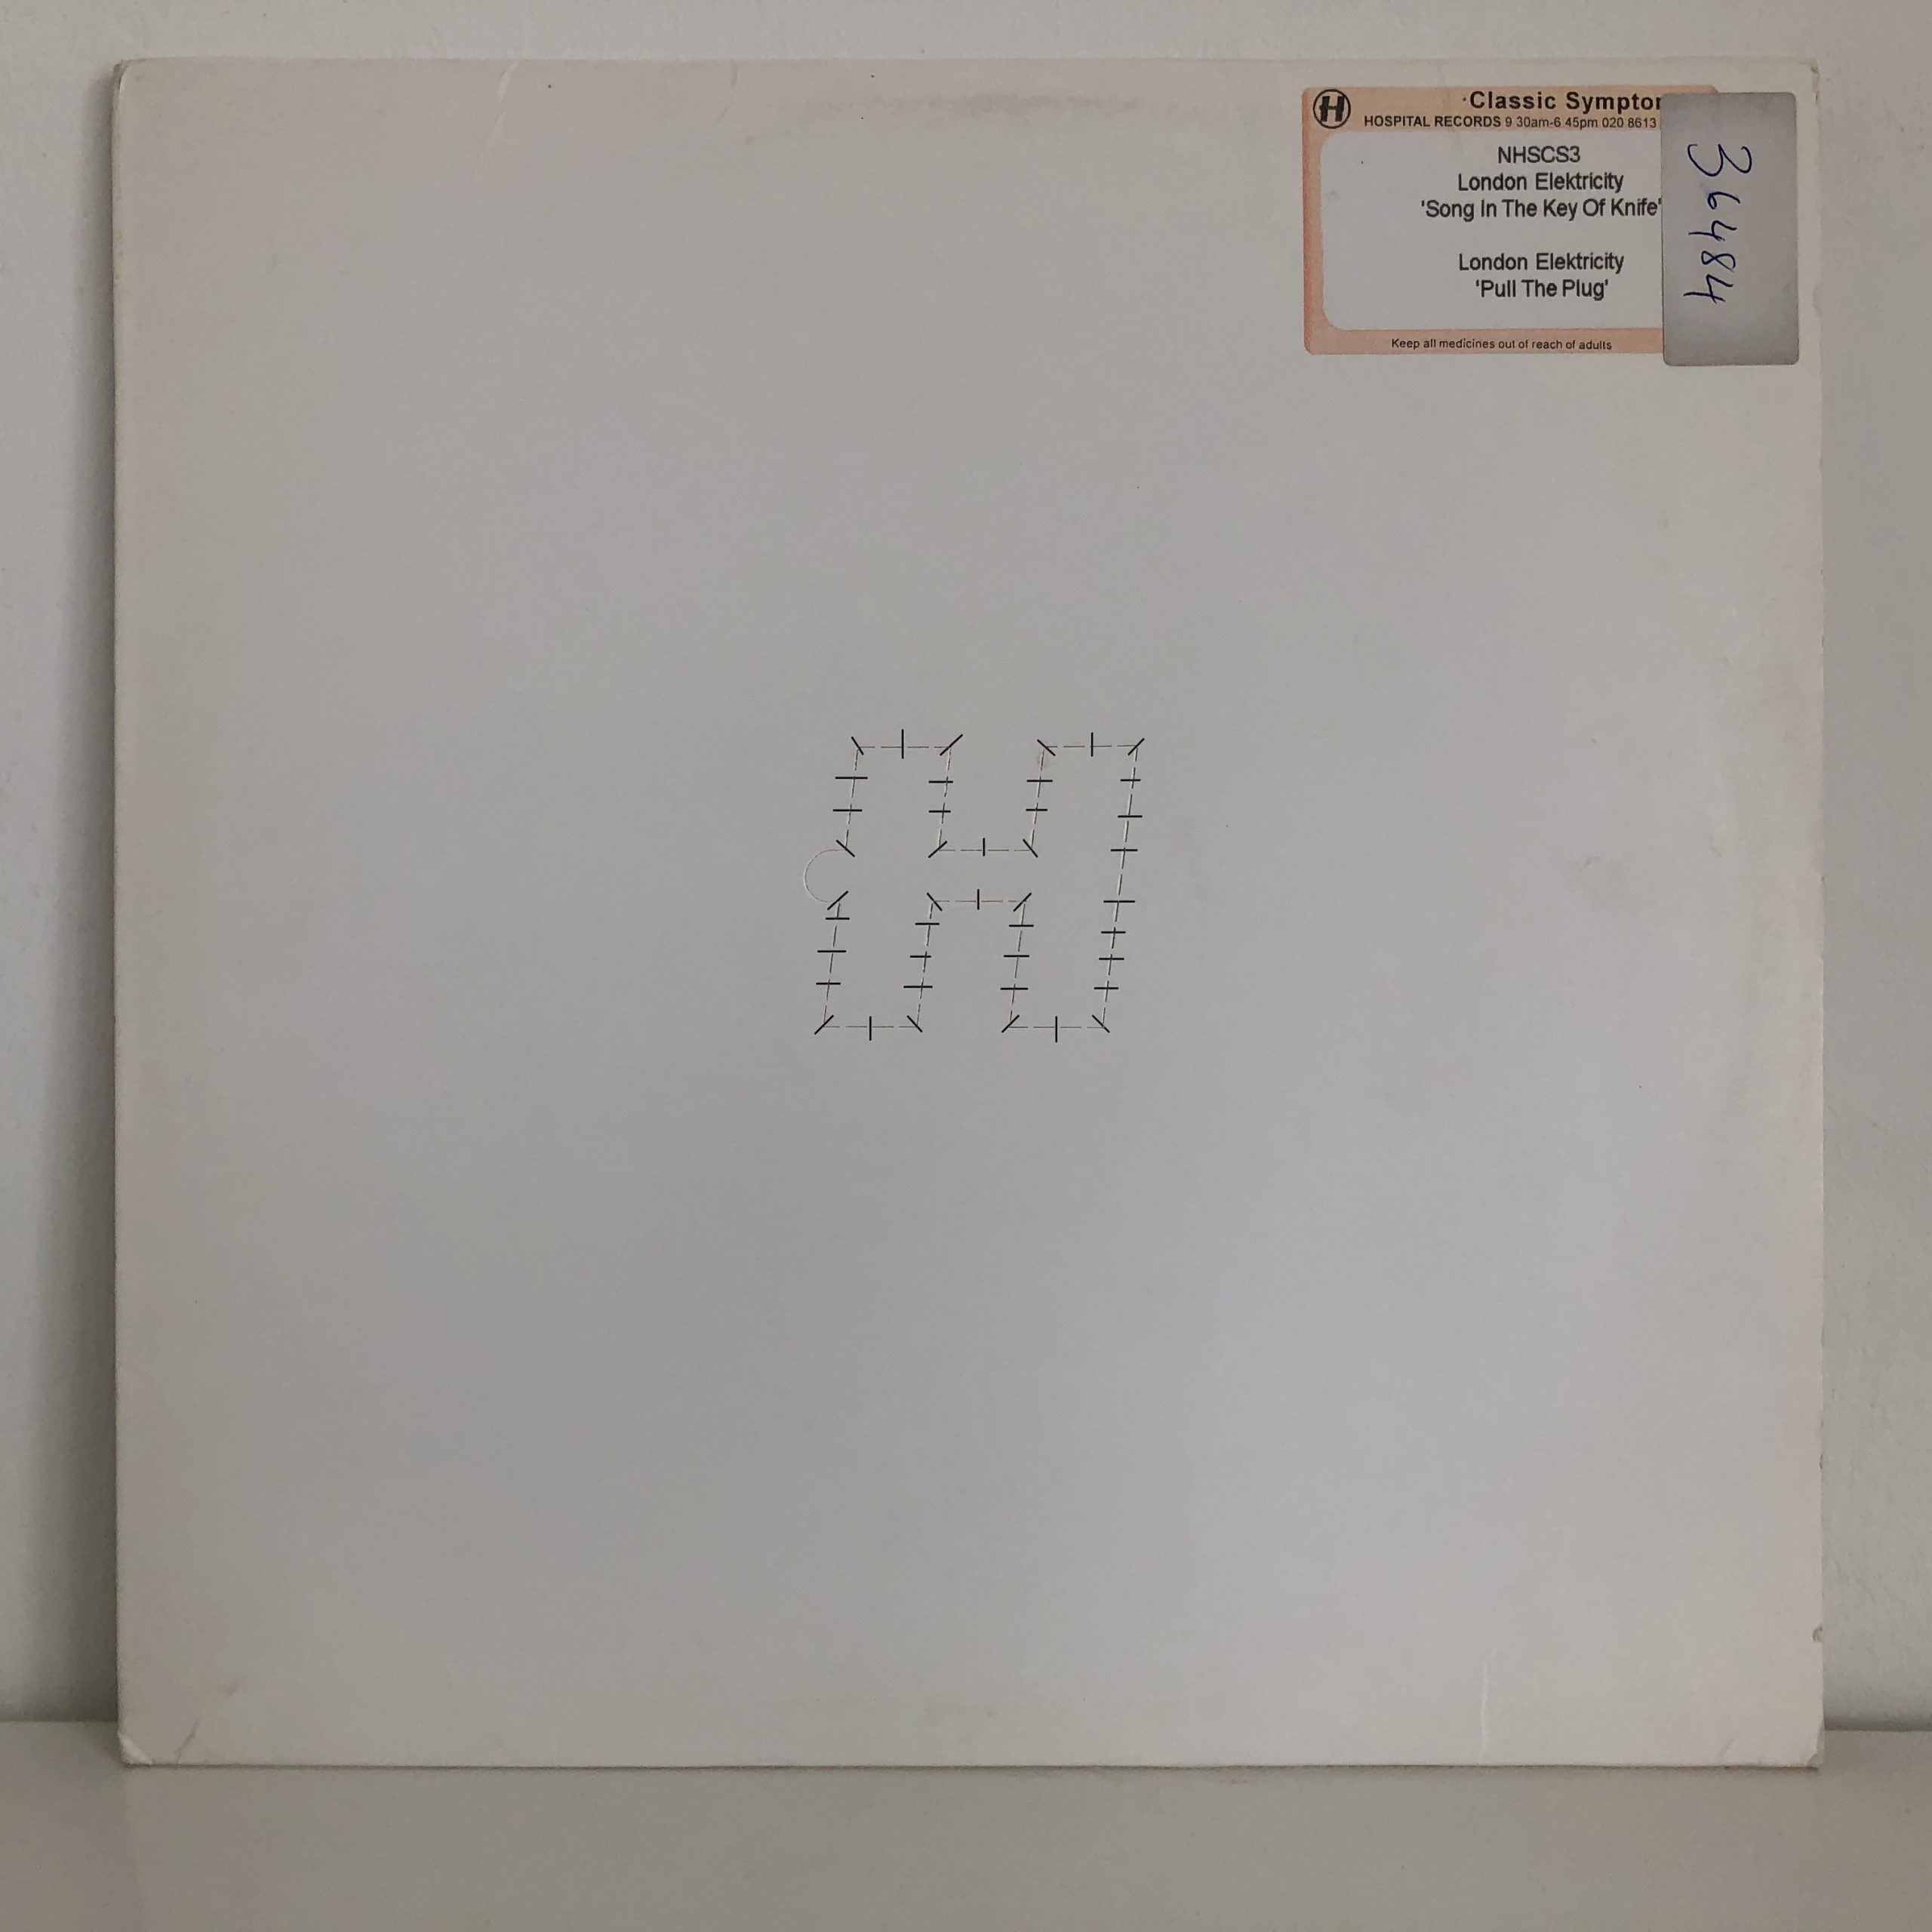 H
·Classic
HOSPITAL RECORDS 9 30am-6 45pm 020 8613
NHSCS3
London Elektricity
'Song In The Key Of Knife'
London Elektricity
'Pull The Plug'
Keep all medicines out of reach of adults
36484
H